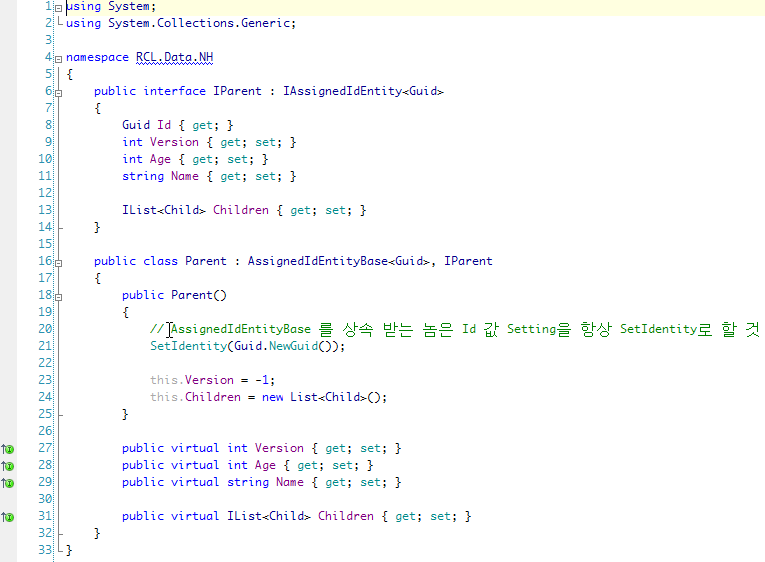 1 using System;
2 using System.Collections.Generic;
3
4 namespace RCL.Data.NH
5 {
6     public interface IParent : IAssignedIdEntity<Guid>
7     {
8         Guid Id { get; }
9         int Version { get; set; }
10         int Age { get; set; }
11         string Name { get; set; }
12
13         IList<Child> Children { get; set; }
14     }
15
16     public class Parent : AssignedIdEntityBase<Guid>, IParent
17     {
18         public Parent()
19         {
20             // AssignedIdEntityBase 를 상속 받는 놈은 Id 값 Setting을 항상 SetIdentity로 할 것
21             SetIdentity(Guid.NewGuid());
22
23             this.Version = -1;
24             this.Children = new List<Child>();
25         }
26
27         public virtual int Version { get; set; }
28         public virtual int Age { get; set; }
29         public virtual string Name { get; set; }
30
31         public virtual IList<Child> Children { get; set; }
32     }
33 }